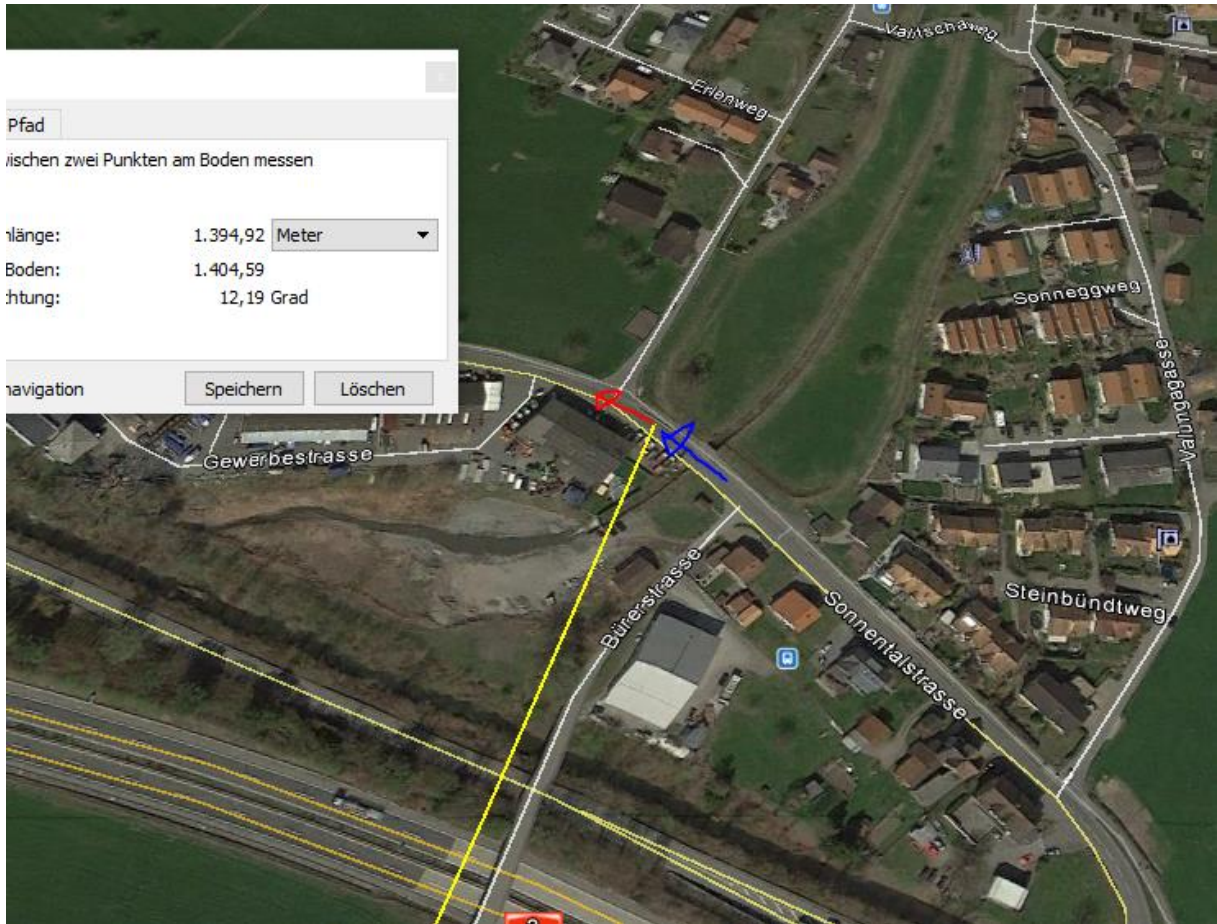 Valtschaweg
Erlenweg
Pfad
wischen zwei Punkten am Boden messen
nlänge: 1.394,92 Meter
Boden: 1.404,59
chtung: 12,19 Grad
navigation Speichern Löschen
Sonneggweg
Valungagasse
Gewerbestrasse
Steinbündtweg
Bürerstrasse
Sonnentalstrasse